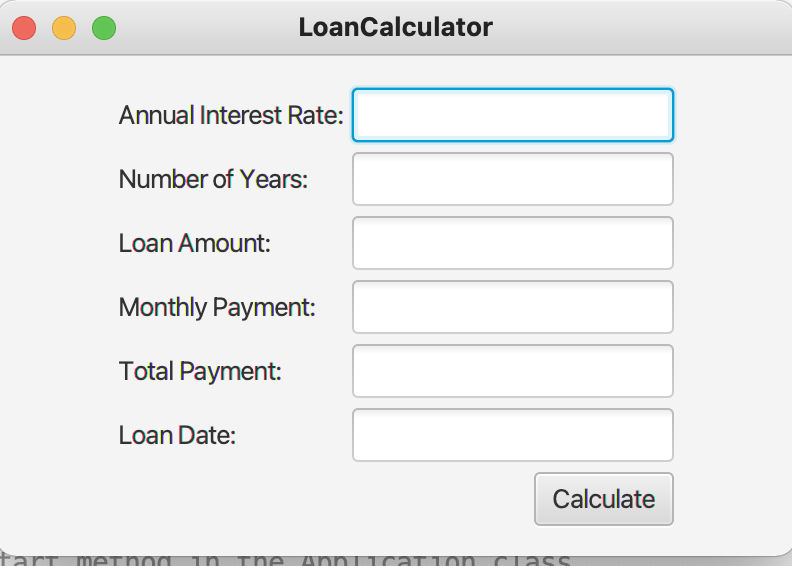 LoanCalculator
Annual Interest Rate:
Number of Years:
Loan Amount:
Monthly Payment:
Total Payment:
Loan Date:
Calculate
tart method in the Application class